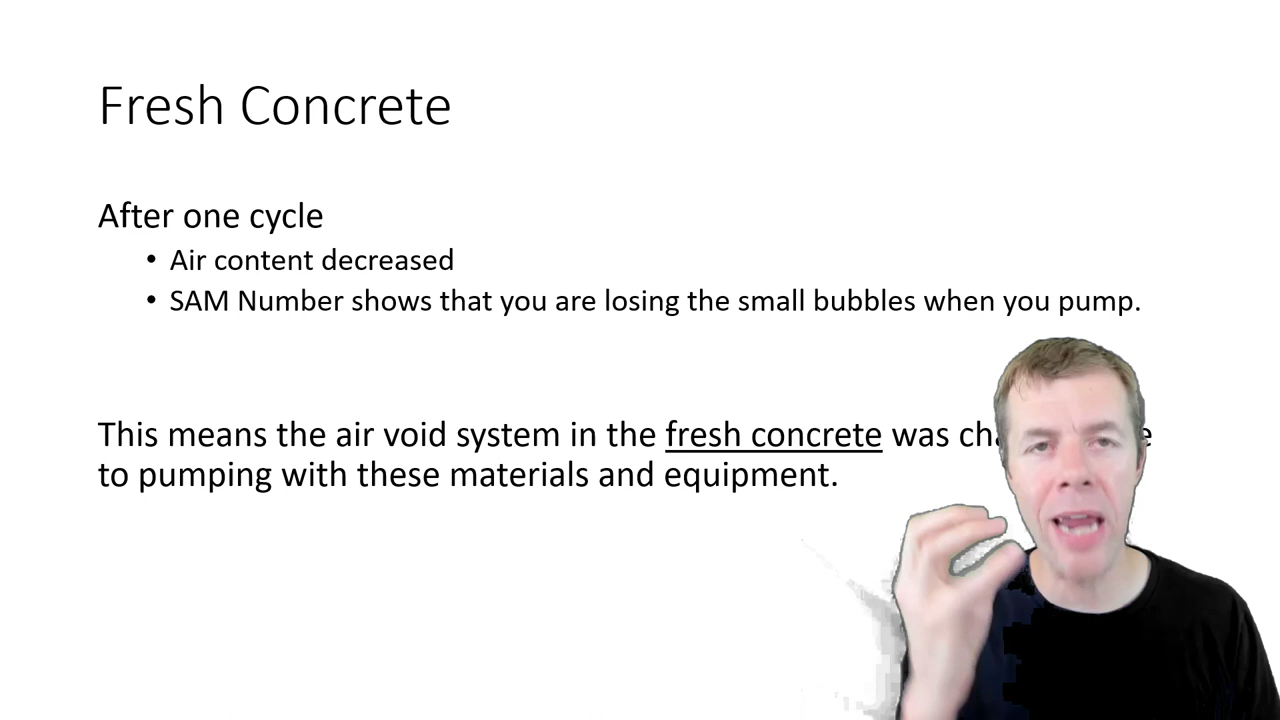 Fresh Concrete
After one cycle
• Air content decreased
• SAM Number shows that you are losing the small bubbles when you pump.
This means the air void system in the fresh concrete was
to pumping with these materials and equipment.